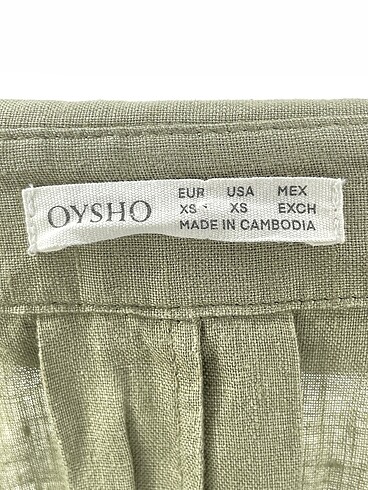 OYSHO
EUR USA MEX
XS XS EXCH
MADE IN CAMBODIA